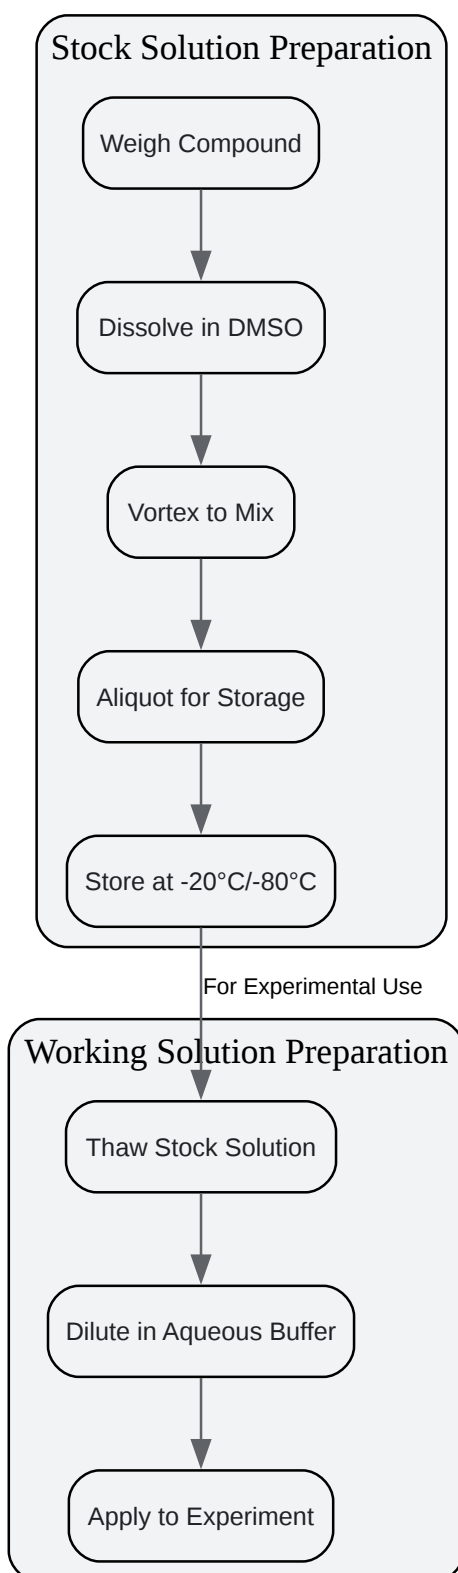 Stock Solution Preparation
Weigh Compound
Dissolve in DMSO
Vortex to Mix
Aliquot for Storage
Store at -20°C/-80°C
For Experimental Use
Working Solution Preparation
Thaw Stock Solution
Dilute in Aqueous Buffer
Apply to Experiment